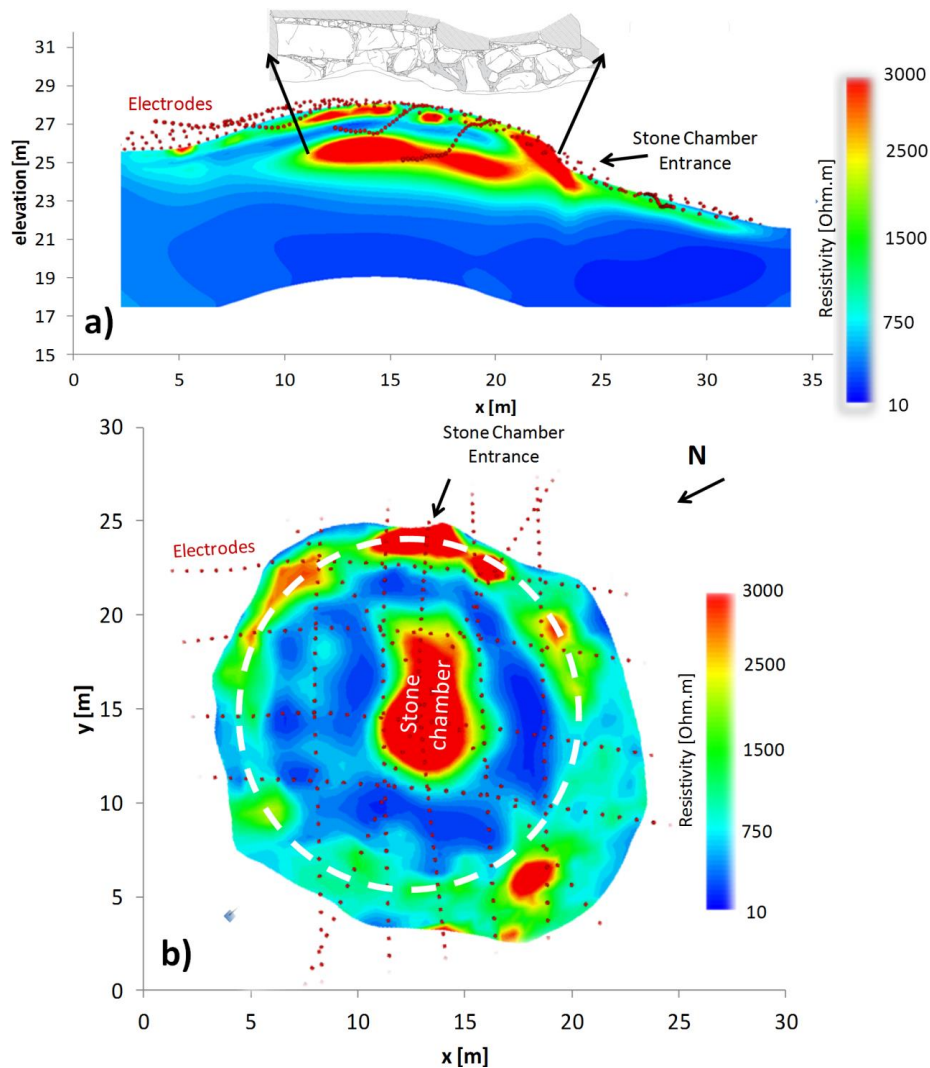 31
29
27
25
23
21
19
17
15
elevation [m]
Electrodes
Stone Chamber
Entrance
a)
0
5
10
15
20
25
30
35
x [m]
Resistivity [Ohm.m]
3000
2500
1500
750
10
30
25
20
15
10
5
0
y [m]
Stone Chamber
Entrance
N
Electrodes
Stone
chamber
b)
0
5
10
15
20
25
30
x [m]
Resistivity [Ohm.m]
3000
2500
1500
750
10